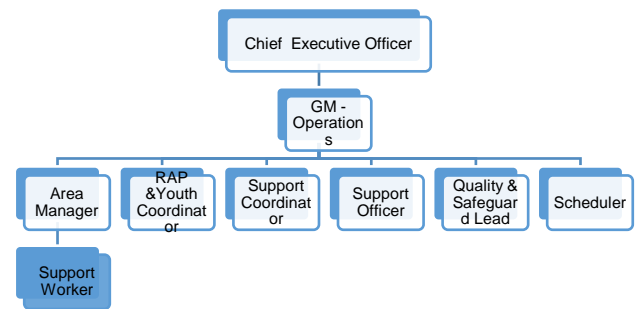 Chief Executive Officer
GM -
Operation
s
Area
Manager
RAP
&Youth
Coordinat
or
Support
Coordinat
or
Support
Officer
Quality &
Safeguar
d Lead
Scheduler
Support
Worker